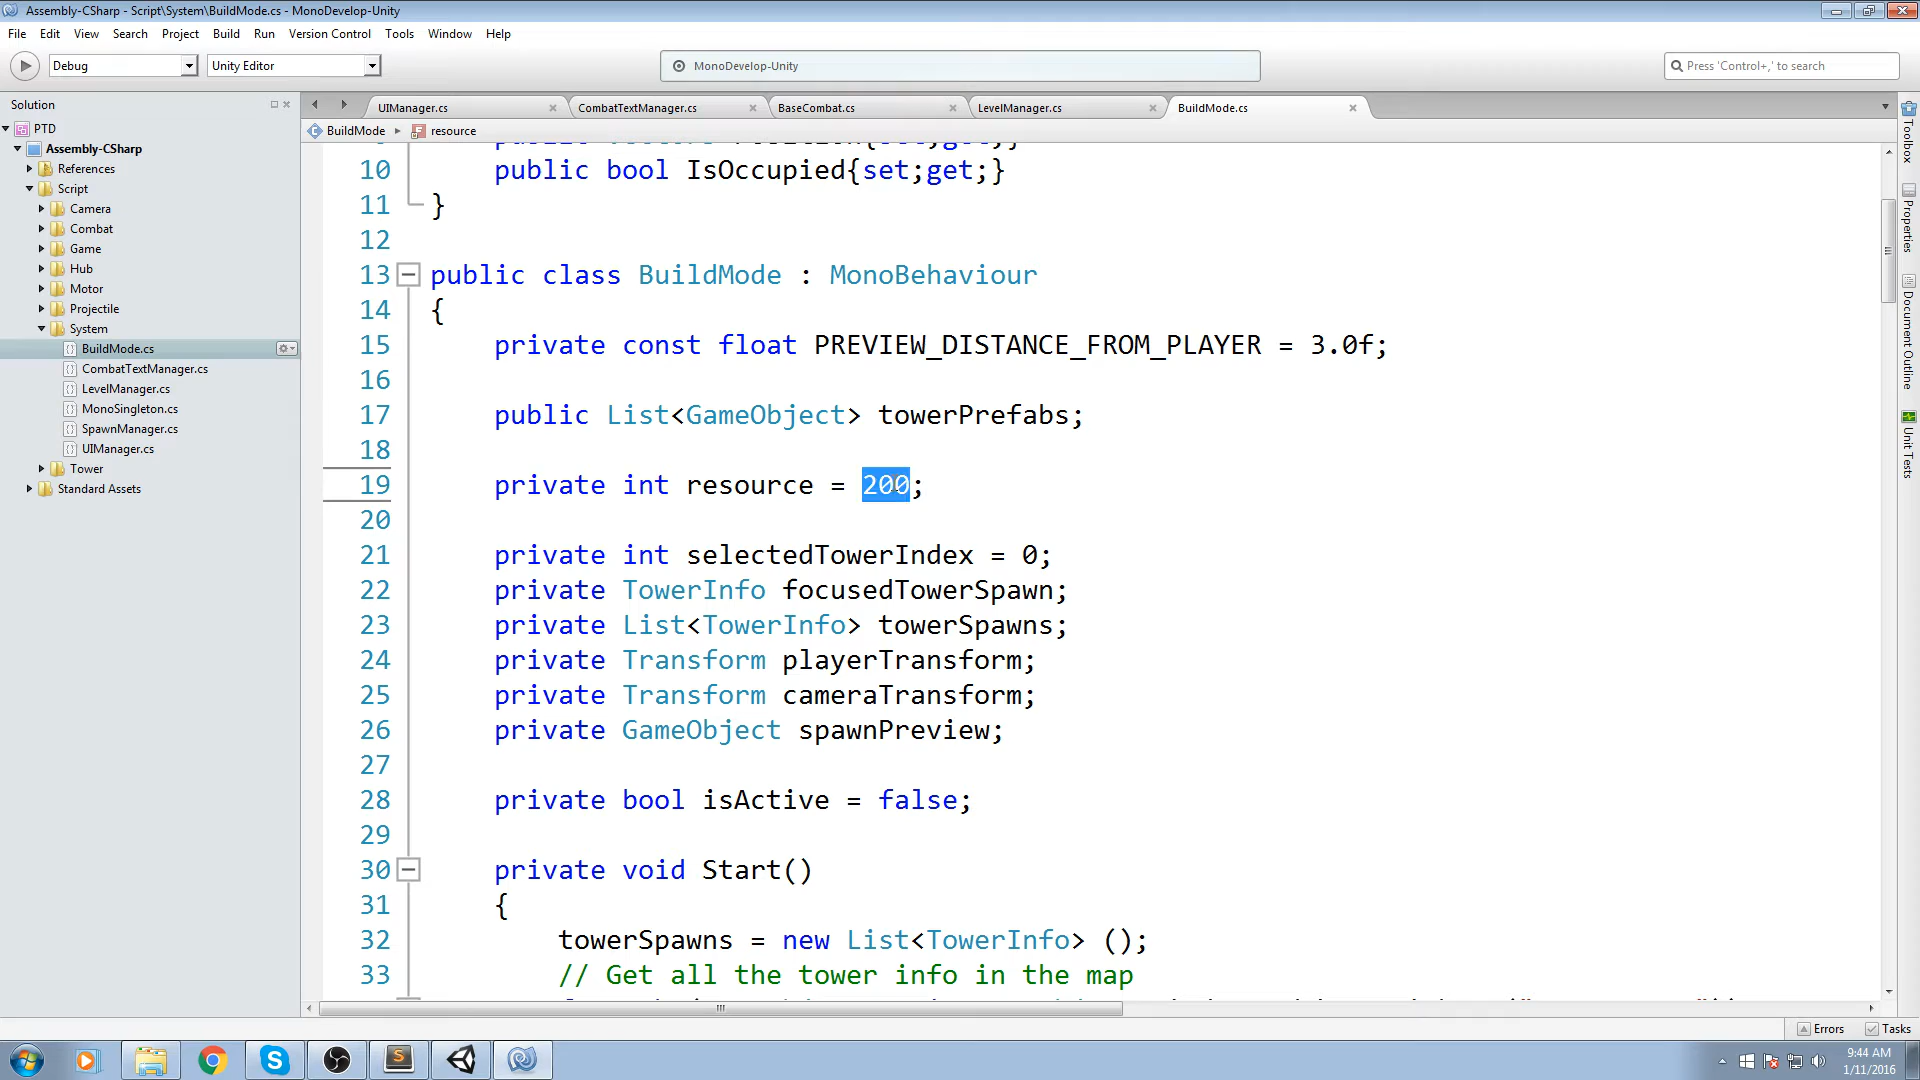 Assembly-CSharp - Script\System\BuildMode.cs - MonoDevelop-Unity
File Edit View Search Project Build Run Version Control Tools Window Help
Debug Unity Editor MonoDevelop-Unity Press 'Control+,' to search
Solution
PTD
Assembly-CSharp
References
Script
Camera
Combat
Game
Hub
Motor
Projectile
System
BuildMode.cs
CombatTextManager.cs
LevelManager.cs
MonoSingleton.cs
SpawnManager.cs
UIManager.cs
Tower
Standard Assets
UIManager.cs CombatTextManager.cs BaseCombat.cs LevelManager.cs BuildMode.cs
BuildMode resource
10 public bool IsOccupied{set;get;}
11 }
12
13 public class BuildMode : MonoBehaviour
14 {
15 private const float PREVIEW_DISTANCE_FROM_PLAYER = 3.0f;
16
17 public List<GameObject> towerPrefabs;
18
19 private int resource = 200;
20
21 private int selectedTowerIndex = 0;
22 private TowerInfo focusedTowerSpawn;
23 private List<TowerInfo> towerSpawns;
24 private Transform playerTransform;
25 private Transform cameraTransform;
26 private GameObject spawnPreview;
27
28 private bool isActive = false;
29
30 private void Start()
31 {
32 towerSpawns = new List<TowerInfo> ();
33 // Get all the tower info in the map
Toolbox
Properties
Document Outline
Unit Tests
Errors Tasks
9:44 AM
1/11/2016